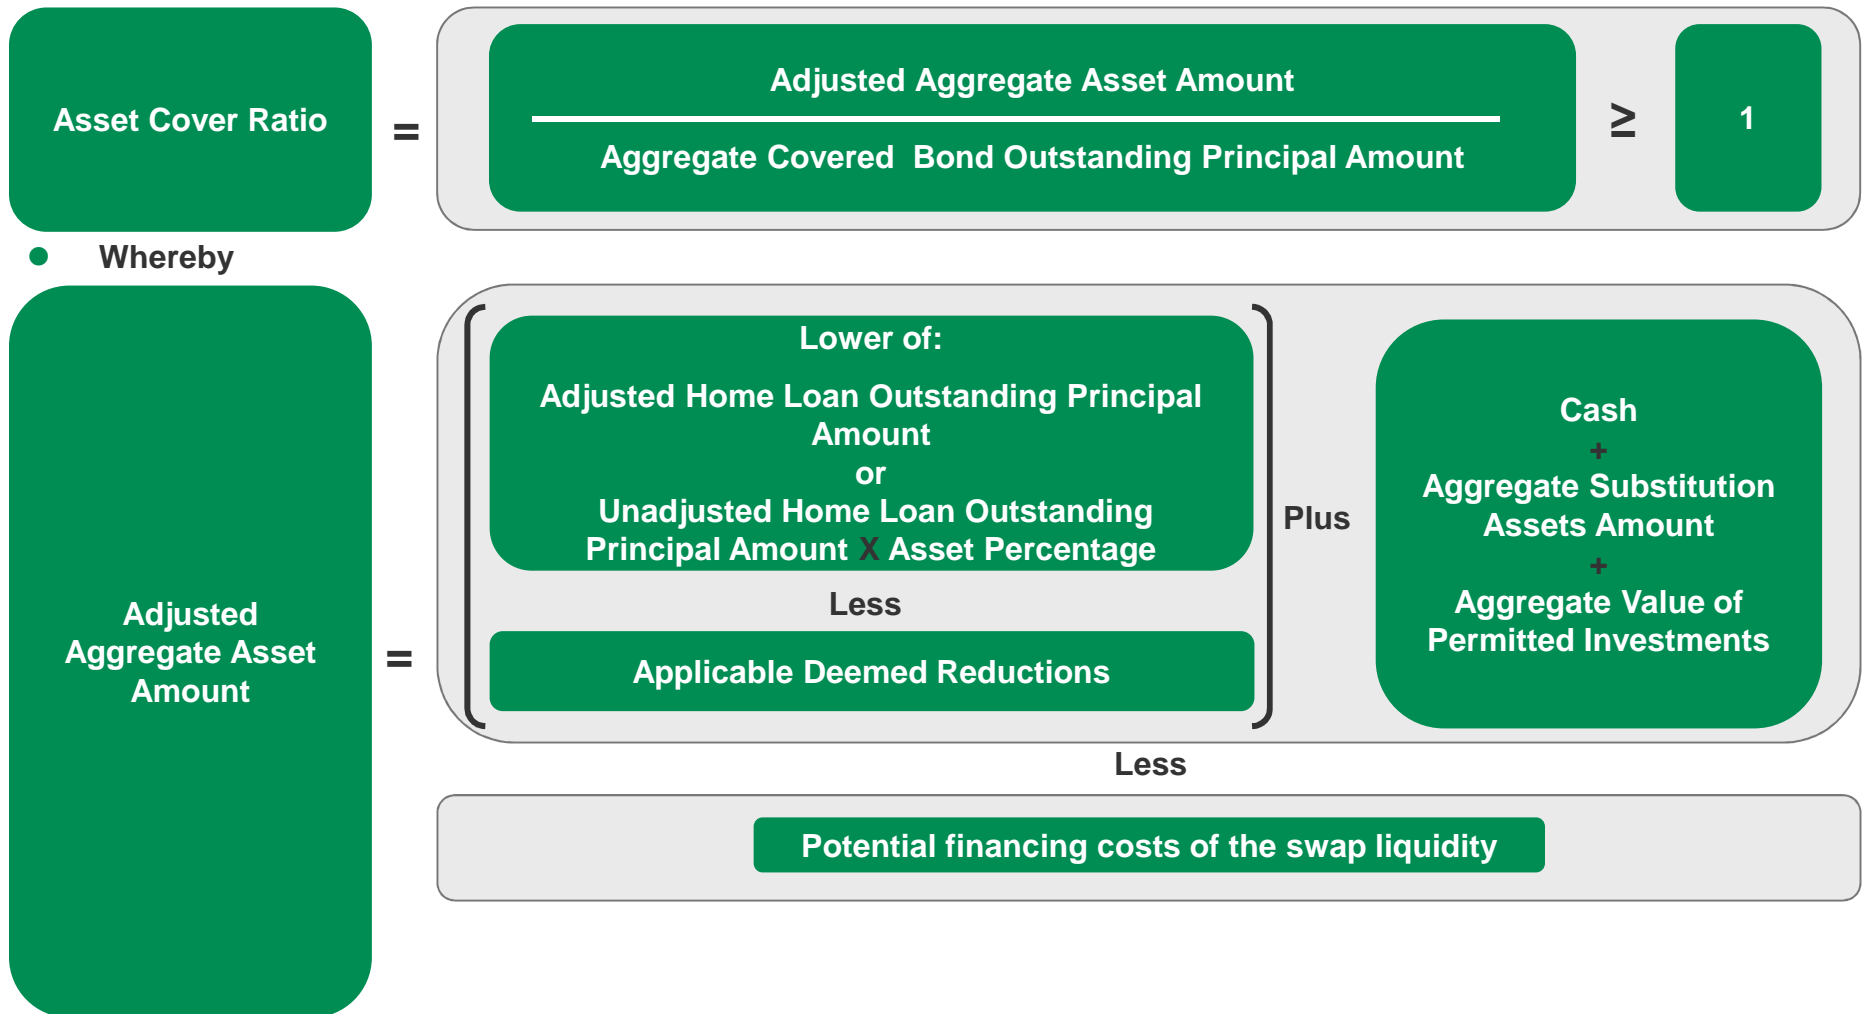 Asset Cover Ratio
=
Adjusted Aggregate Asset Amount
Aggregate Covered Bond Outstanding Principal Amount
≥
1
● Whereby
Adjusted
Aggregate Asset
Amount
=
Lower of:
Adjusted Home Loan Outstanding Principal
Amount
or
Unadjusted Home Loan Outstanding
Principal Amount X Asset Percentage
Less
Applicable Deemed Reductions
Plus
Cash
+
Aggregate Substitution
Assets Amount
+
Aggregate Value of
Permitted Investments
Less
Potential financing costs of the swap liquidity